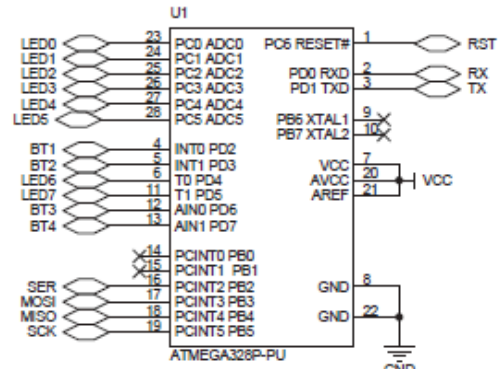 U1
LED0 23 PC0 ADC0 PC6 RESET# 1 RST
LED1 24 PC1 ADC1
LED2 25 PC2 ADC2 PD0 RXD 2 RX
LED3 26 PC3 ADC3 PD1 TXD 3 TX
LED4 27 PC4 ADC4
LED5 28 PC5 ADC5 PB6 XTAL1 9
PB7 XTAL2 10
BT1 4 INT0 PD2
BT2 5 INT1 PD3 VCC 7
LED6 6 T0 PD4 AVCC 20 VCC
LED7 11 T1 PD5 AREF 21
BT3 12 AIN0 PD6
BT4 13 AIN1 PD7
14 PCINT0 PB0
15 PCINT1 PB1
SER 16 PCINT2 PB2 GND 8
MOSI 17 PCINT3 PB3
MISO 18 PCINT4 PB4 GND 22
SCK 19 PCINT5 PB5
ATMEGA328P-PU
GND